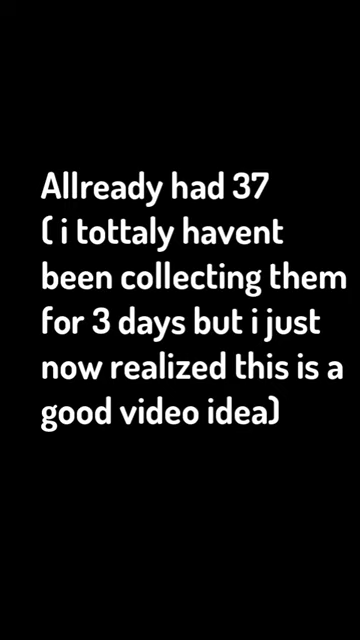 Allready had 37
( i tottaly havent
been collecting them
for 3 days but i just
now realized this is a
good video idea)